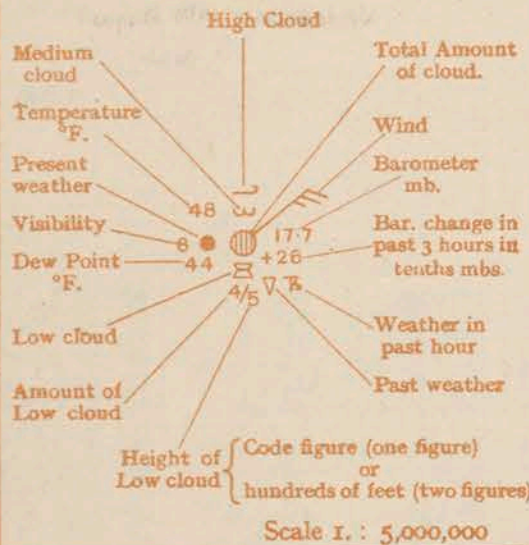 High Cloud
Medium
cloud
Total Amount
of cloud.
Temperature
°F.
Wind
Present
weather
Barometer
mb.
48
Visibility
6
17.7
Bar. change in
past 3 hours in
tenths mbs.
+26
Dew Point
°F.
44
4/5
Low cloud
Weather in
past hour
Amount of
Low cloud
Past weather
Height of
Low cloud
Code figure (one figure)
or
hundreds of feet (two figures)
Scale 1. : 5,000,000